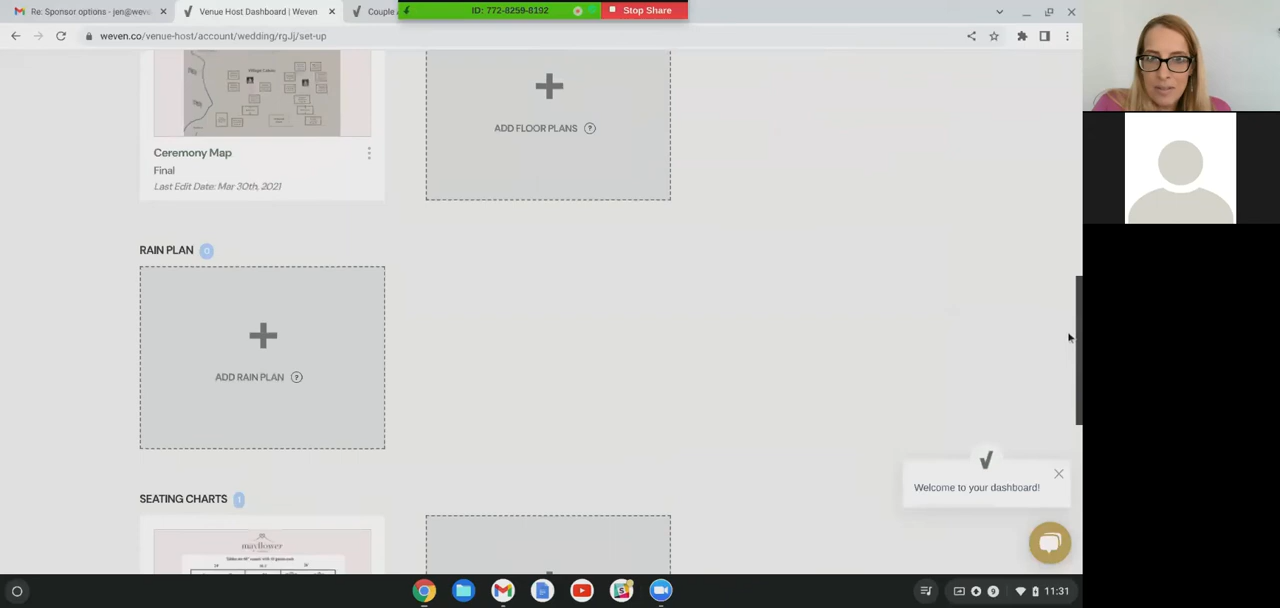 Re: Sponsor options - jen@weve
Venue Host Dashboard | Weven
Couple
ID: 772-8259-8192
Stop Share
weven.co/venue-host/account/wedding/rgJj/set-up
ADD FLOOR PLANS ?
Ceremony Map
Final
Last Edit Date: Mar 30th, 2021
RAIN PLAN 0
ADD RAIN PLAN ?
Welcome to your dashboard!
SEATING CHARTS 1
mayflower
9
11:31